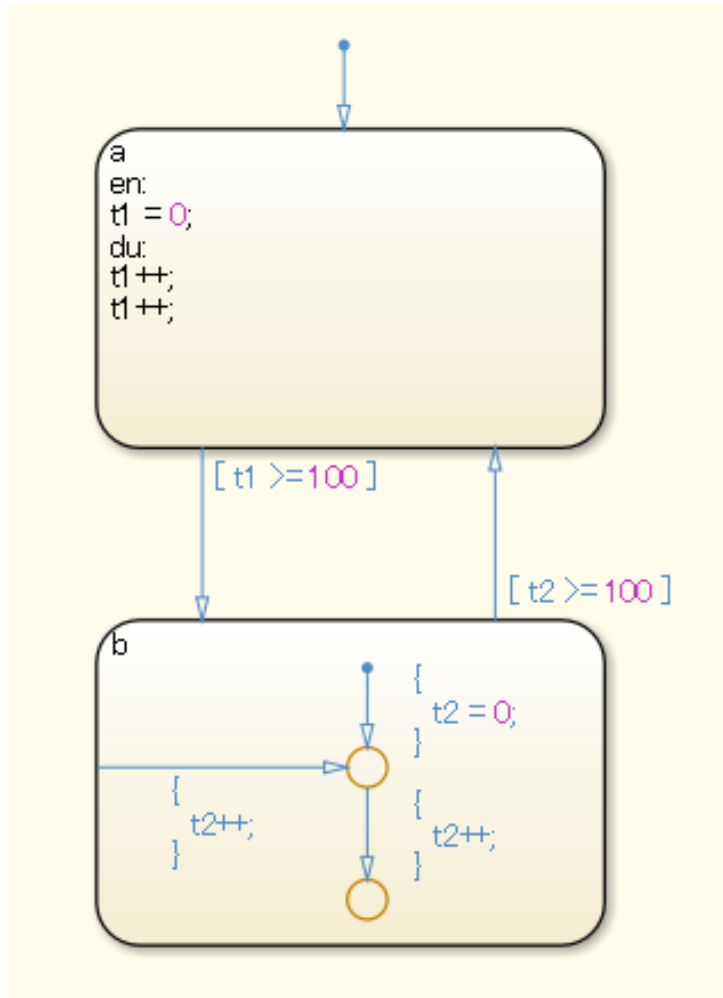 a
en:
t1 = 0;
du:
t1++;
t1++;
[ t1 >=100 ]
[ t2 >=100 ]
b
{
t2 = 0;
}
{
t2++;
}
{
t2++;
}